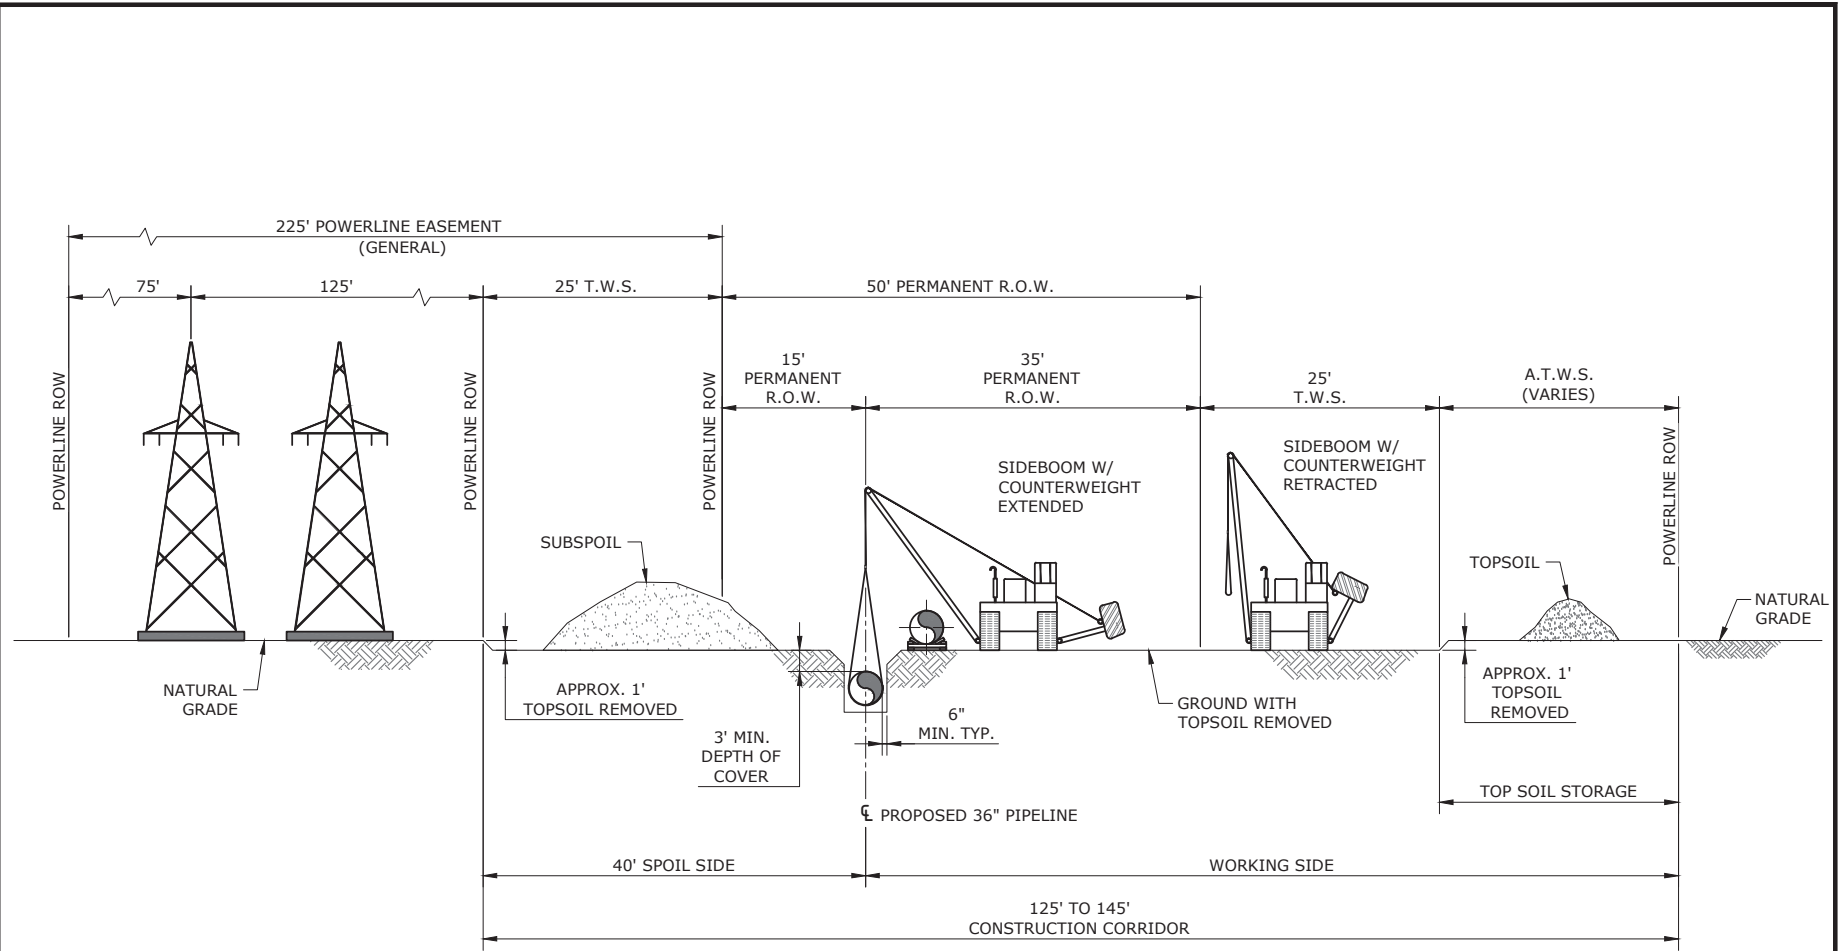 225' POWERLINE EASEMENT
(GENERAL)
75'
125'
25' T.W.S.
50' PERMANENT R.O.W.
15'
PERMANENT
R.O.W.
35'
PERMANENT
R.O.W.
25'
T.W.S.
A.T.W.S.
(VARIES)
POWERLINE ROW
POWERLINE ROW
POWERLINE ROW
POWERLINE ROW
SIDEBOOM W/
COUNTERWEIGHT
EXTENDED
SIDEBOOM W/
COUNTERWEIGHT
RETRACTED
SUBSPOIL
TOPSOIL
NATURAL
GRADE
NATURAL
GRADE
APPROX. 1'
TOPSOIL REMOVED
3' MIN.
DEPTH OF
COVER
6"
MIN. TYP.
GROUND WITH
TOPSOIL REMOVED
APPROX. 1'
TOPSOIL
REMOVED
TOP SOIL STORAGE
℄ PROPOSED 36" PIPELINE
40' SPOIL SIDE
WORKING SIDE
125' TO 145'
CONSTRUCTION CORRIDOR